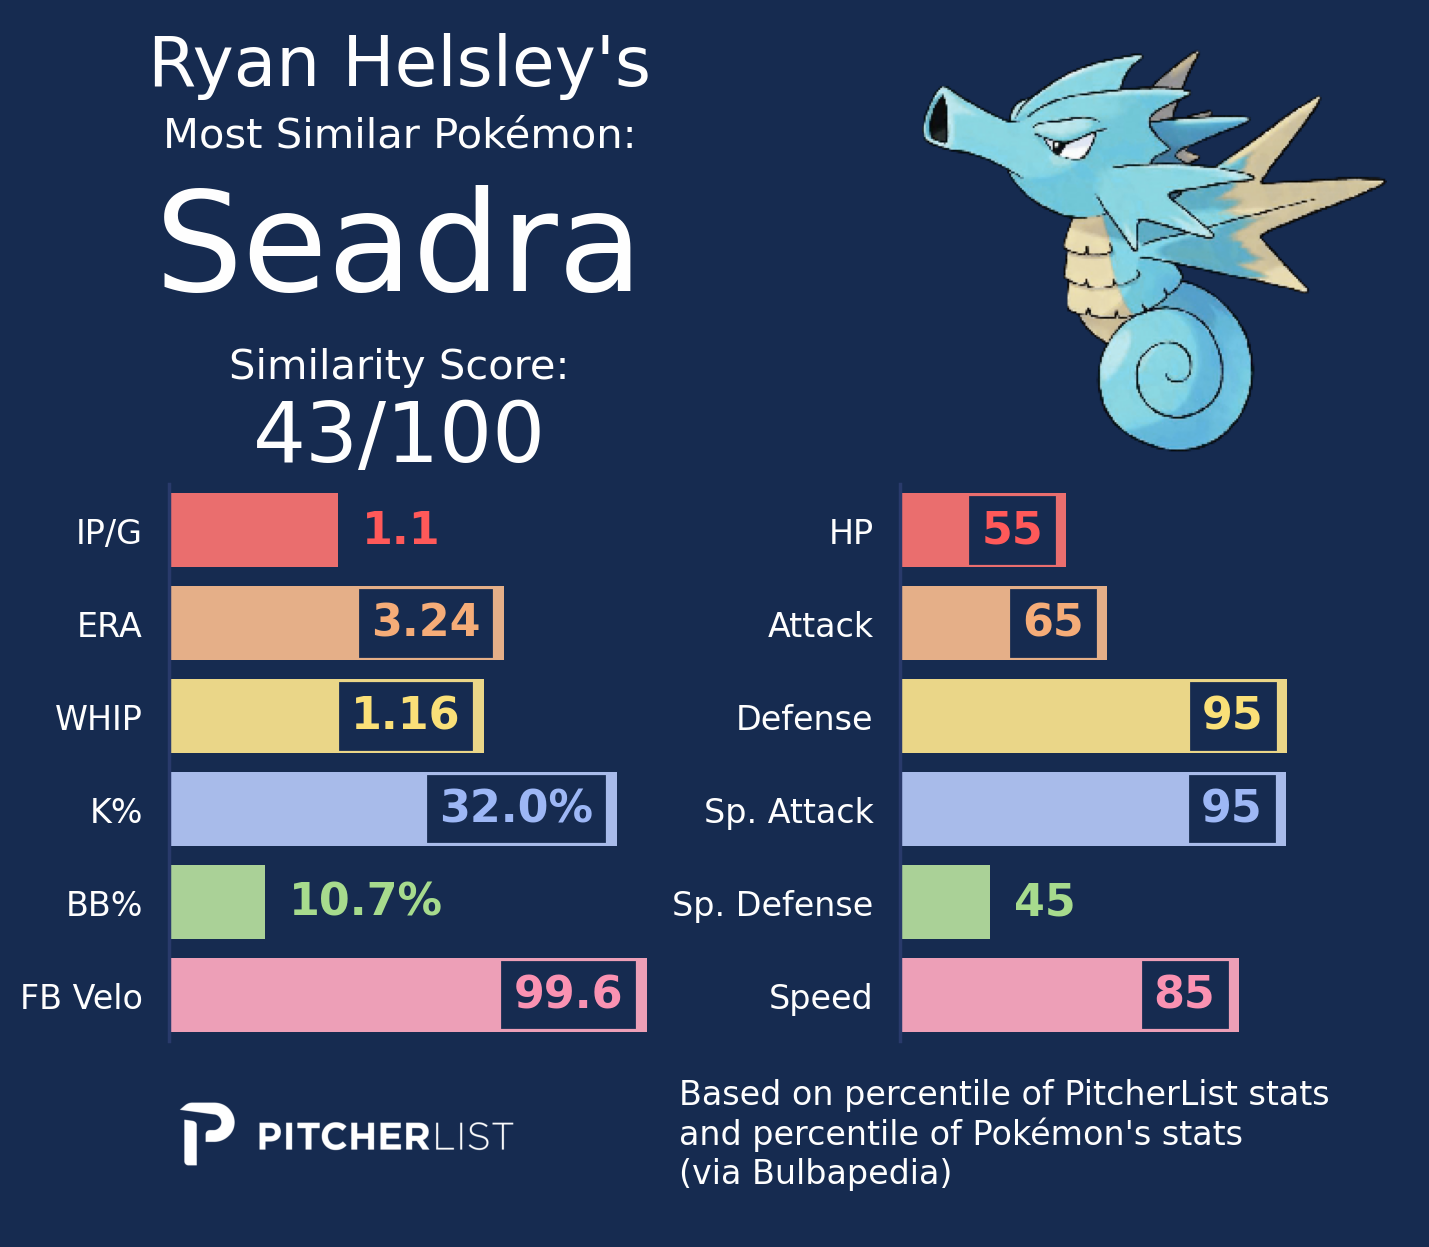 Ryan Helsley's
Most Similar Pokémon:
Seadra
Similarity Score:
43/100
IP/G 1.1
ERA 3.24
WHIP 1.16
K% 32.0%
BB% 10.7%
FB Velo 99.6
HP 55
Attack 65
Defense 95
Sp. Attack 95
Sp. Defense 45
Speed 85
PITCHERLIST
Based on percentile of PitcherList stats
and percentile of Pokémon's stats
(via Bulbapedia)